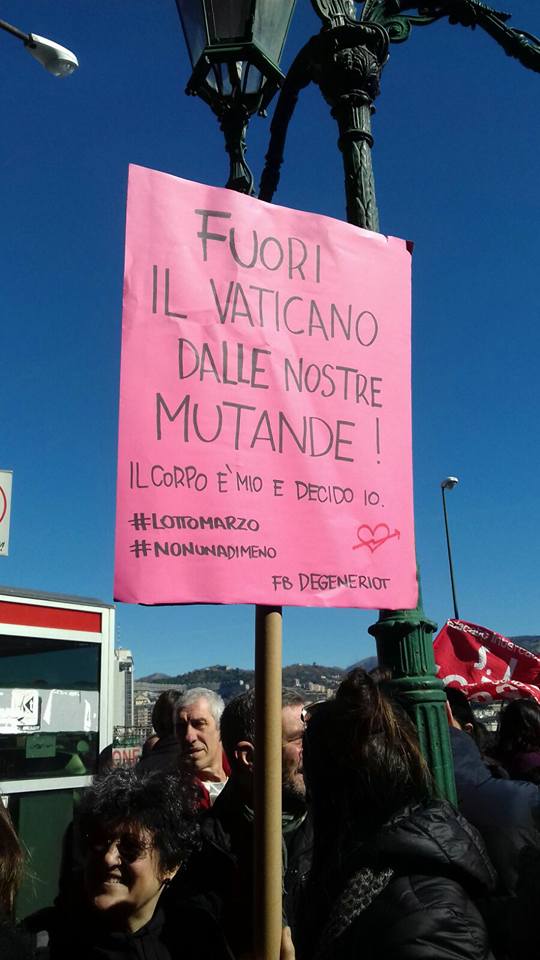 FUORI
IL VATICANO
DALLE NOSTRE
MUTANDE!
IL CORPO È MIO E DECIDO IO.
#LOTTOMARZO
#NONUNADIMENO
FB DEGENERIOT